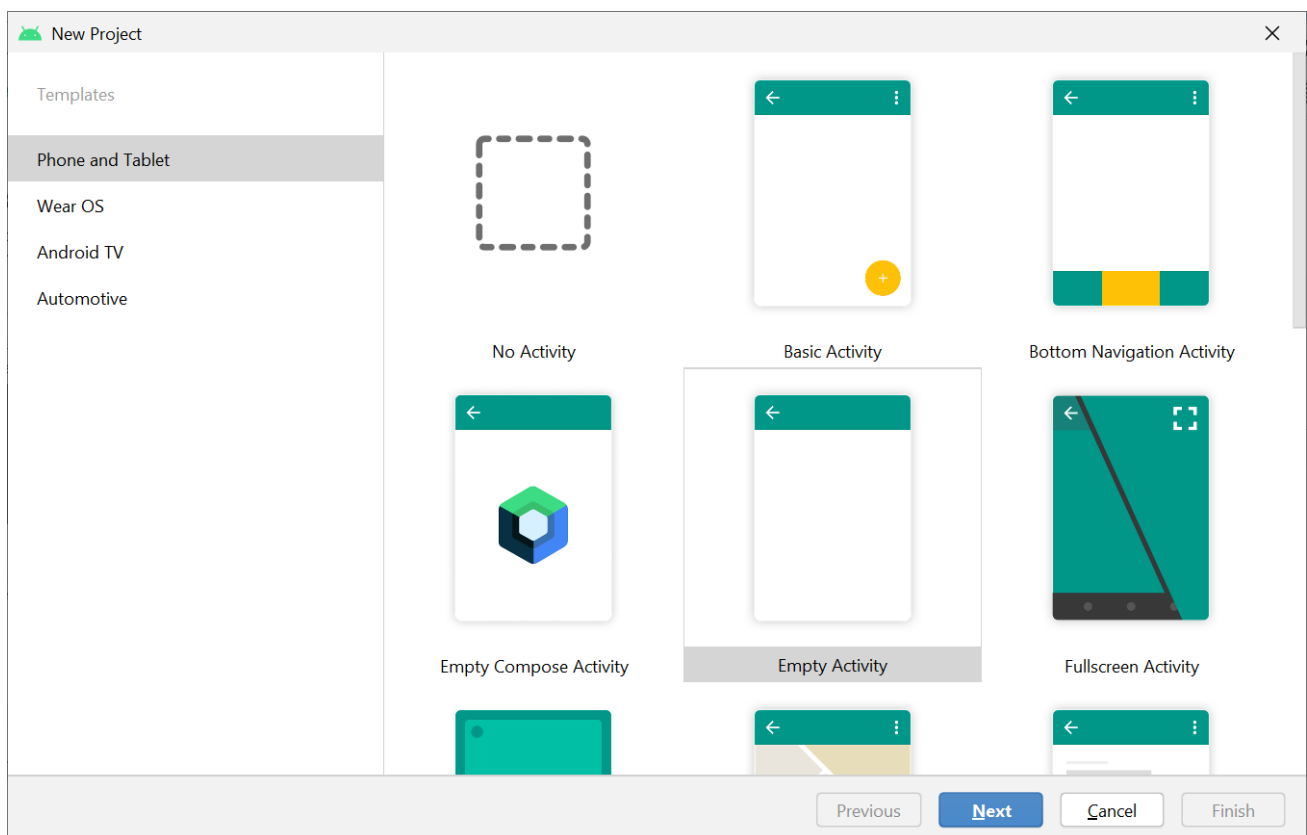 New Project
Templates
Phone and Tablet
Wear OS
Android TV
Automotive
No Activity
Basic Activity
Bottom Navigation Activity
Empty Compose Activity
Empty Activity
Fullscreen Activity
Previous
Next
Cancel
Finish